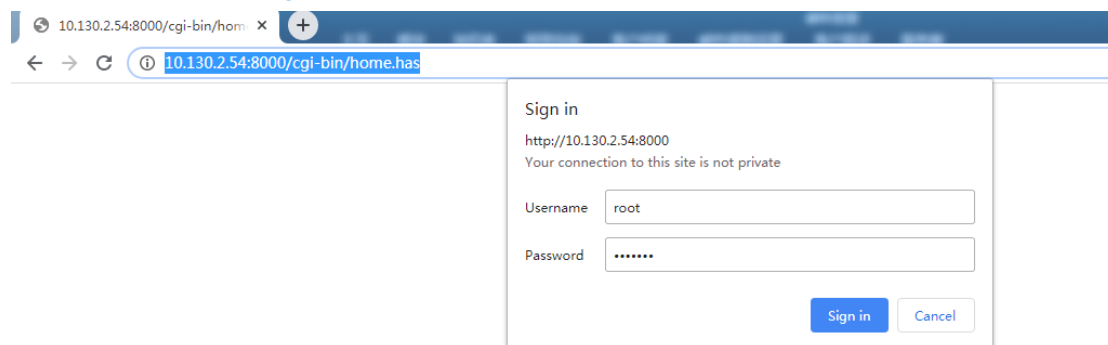 10.130.2.54:8000/cgi-bin/hom
10.130.2.54:8000/cgi-bin/home.has
Sign in
http://10.130.2.54:8000
Your connection to this site is not private
Username root
Password •••••••
Sign in Cancel